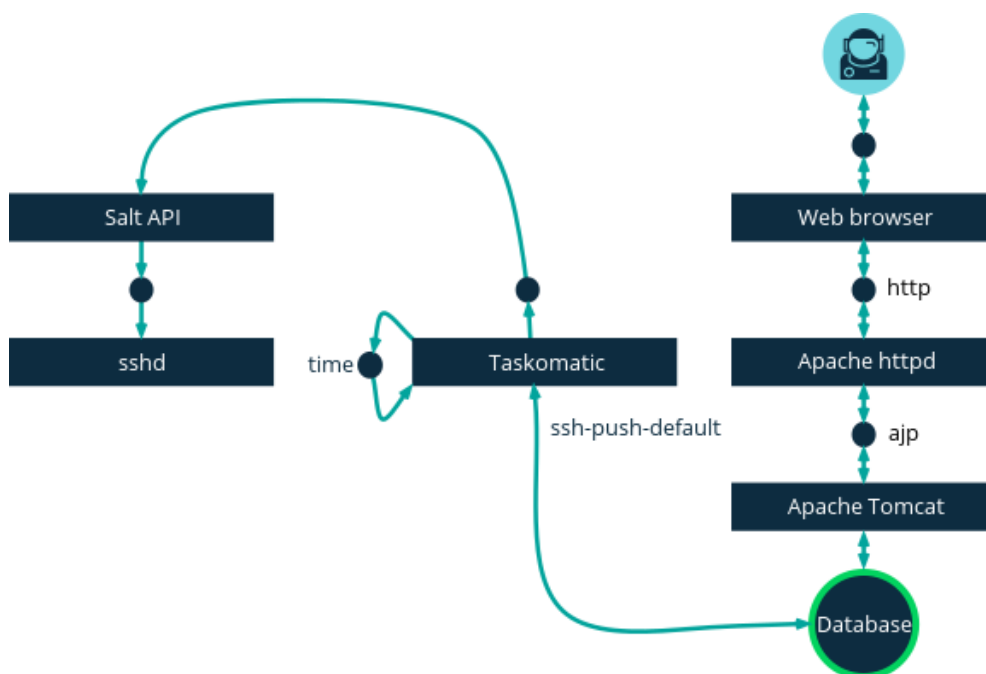 Salt API
Web browser
http
sshd
time
Taskomatic
Apache httpd
ssh-push-default
ajp
Apache Tomcat
Database